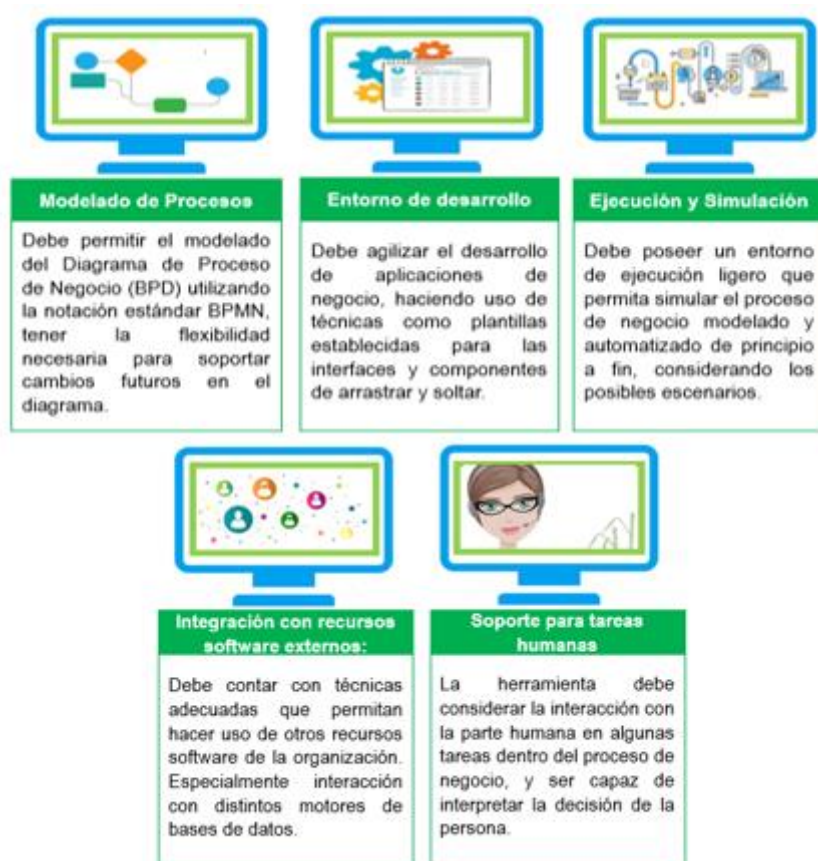 Modelado de Procesos
Debe permitir el modelado
del Diagrama de Proceso
de Negocio (BPD) utilizando
la notación estándar BPMN,
tener la flexibilidad
necesaria para soportar
cambios futuros en el
diagrama.
Entorno de desarrollo
Debe agilizar el desarrollo
de aplicaciones de
negocio, haciendo uso de
técnicas como plantillas
establecidas para las
interfaces y componentes
de arrastrar y soltar.
Ejecución y Simulación
Debe poseer un entorno
de ejecución ligero que
permita simular el proceso
de negocio modelado y
automatizado de principio
a fin, considerando los
posibles escenarios.
Integración con recursos
software externos:
Debe contar con técnicas
adecuadas que permitan
hacer uso de otros recursos
software de la organización.
Especialmente interacción
con distintos motores de
bases de datos.
Soporte para tareas
humanas
La herramienta debe
considerar la interacción con
la parte humana en algunas
tareas dentro del proceso de
negocio, y ser capaz de
interpretar la decisión de la
persona.